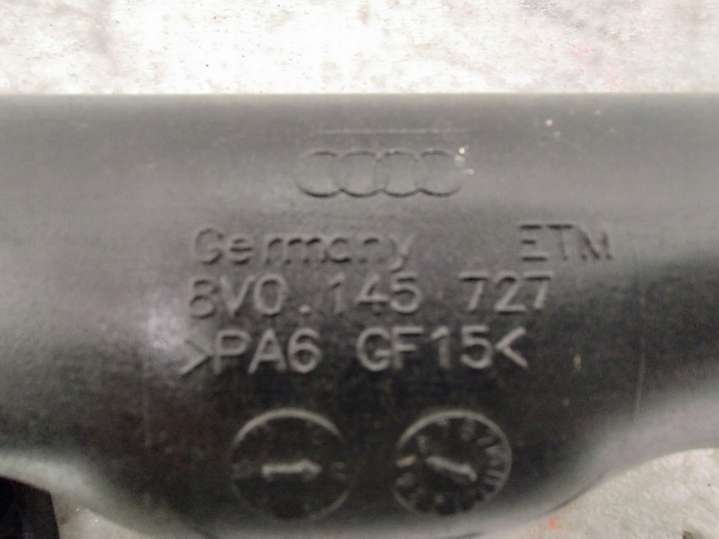 Germany ETM
8V0.145 727
>PA6 GF15<